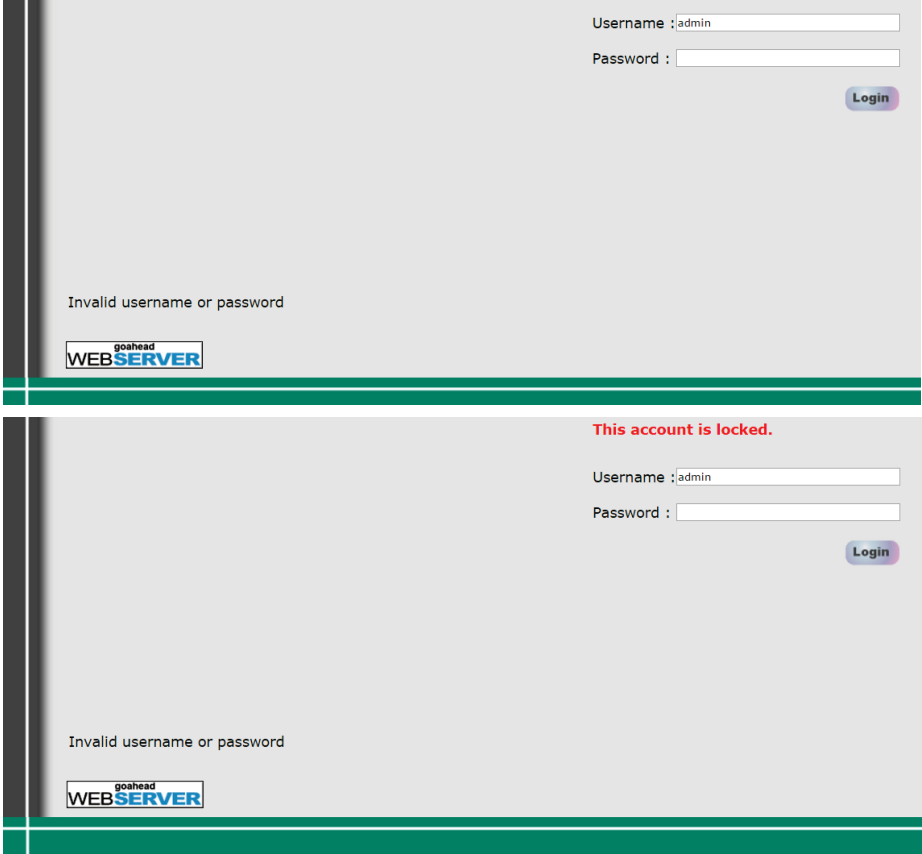 Username : admin
Password :
Login
Invalid username or password
goahead
WEBSERVER
This account is locked.
Username : admin
Password :
Login
Invalid username or password
goahead
WEBSERVER